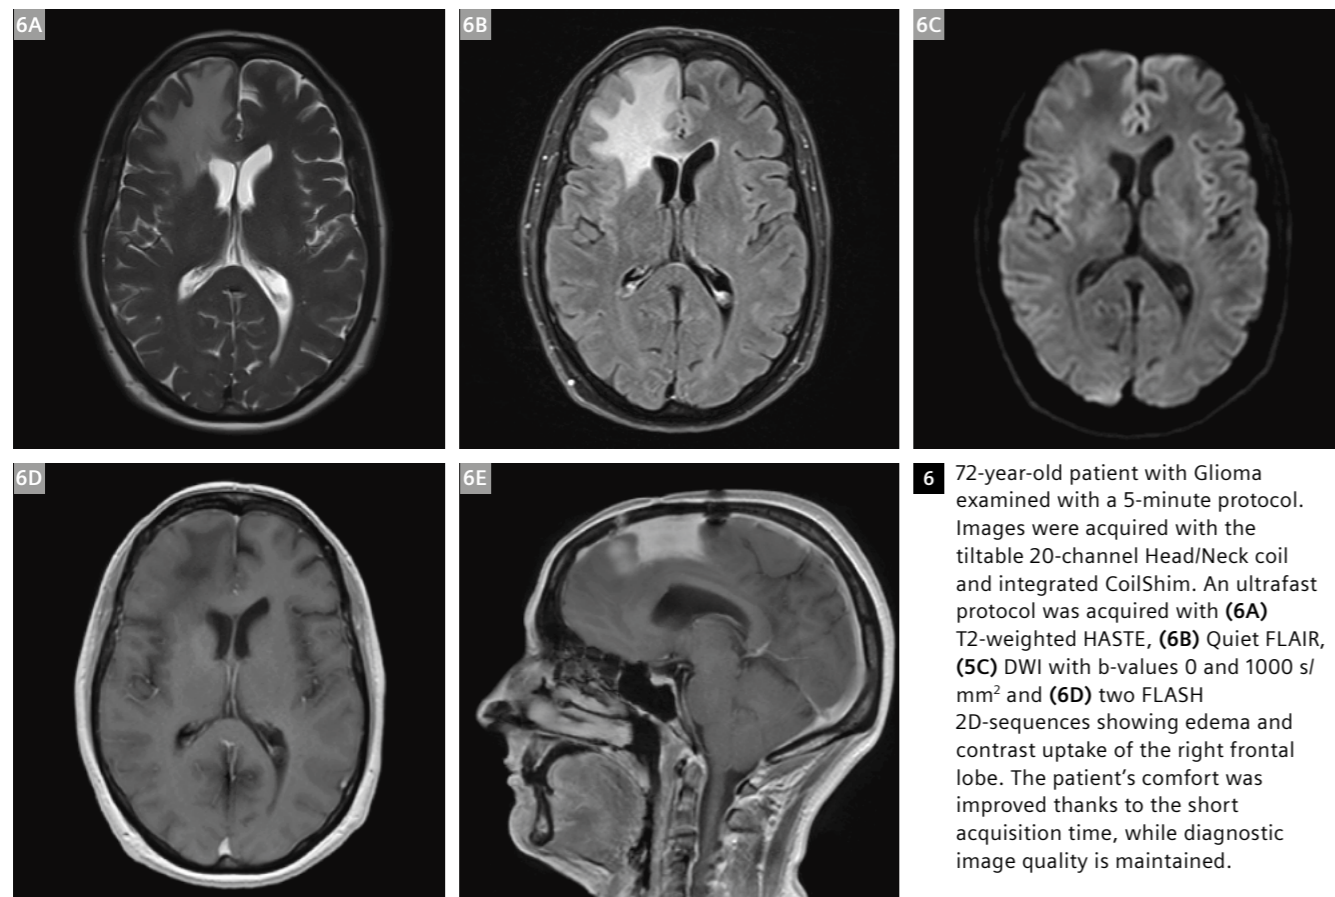 6A
6B
6C
6D
6E
6
72-year-old patient with Glioma
examined with a 5-minute protocol.
Images were acquired with the
tiltable 20-channel Head/Neck coil
and integrated CoilShim. An ultrafast
protocol was acquired with (6A)
T2-weighted HASTE, (6B) Quiet FLAIR,
(5C) DWI with b-values 0 and 1000 s/
mm² and (6D) two FLASH
2D-sequences showing edema and
contrast uptake of the right frontal
lobe. The patient’s comfort was
improved thanks to the short
acquisition time, while diagnostic
image quality is maintained.